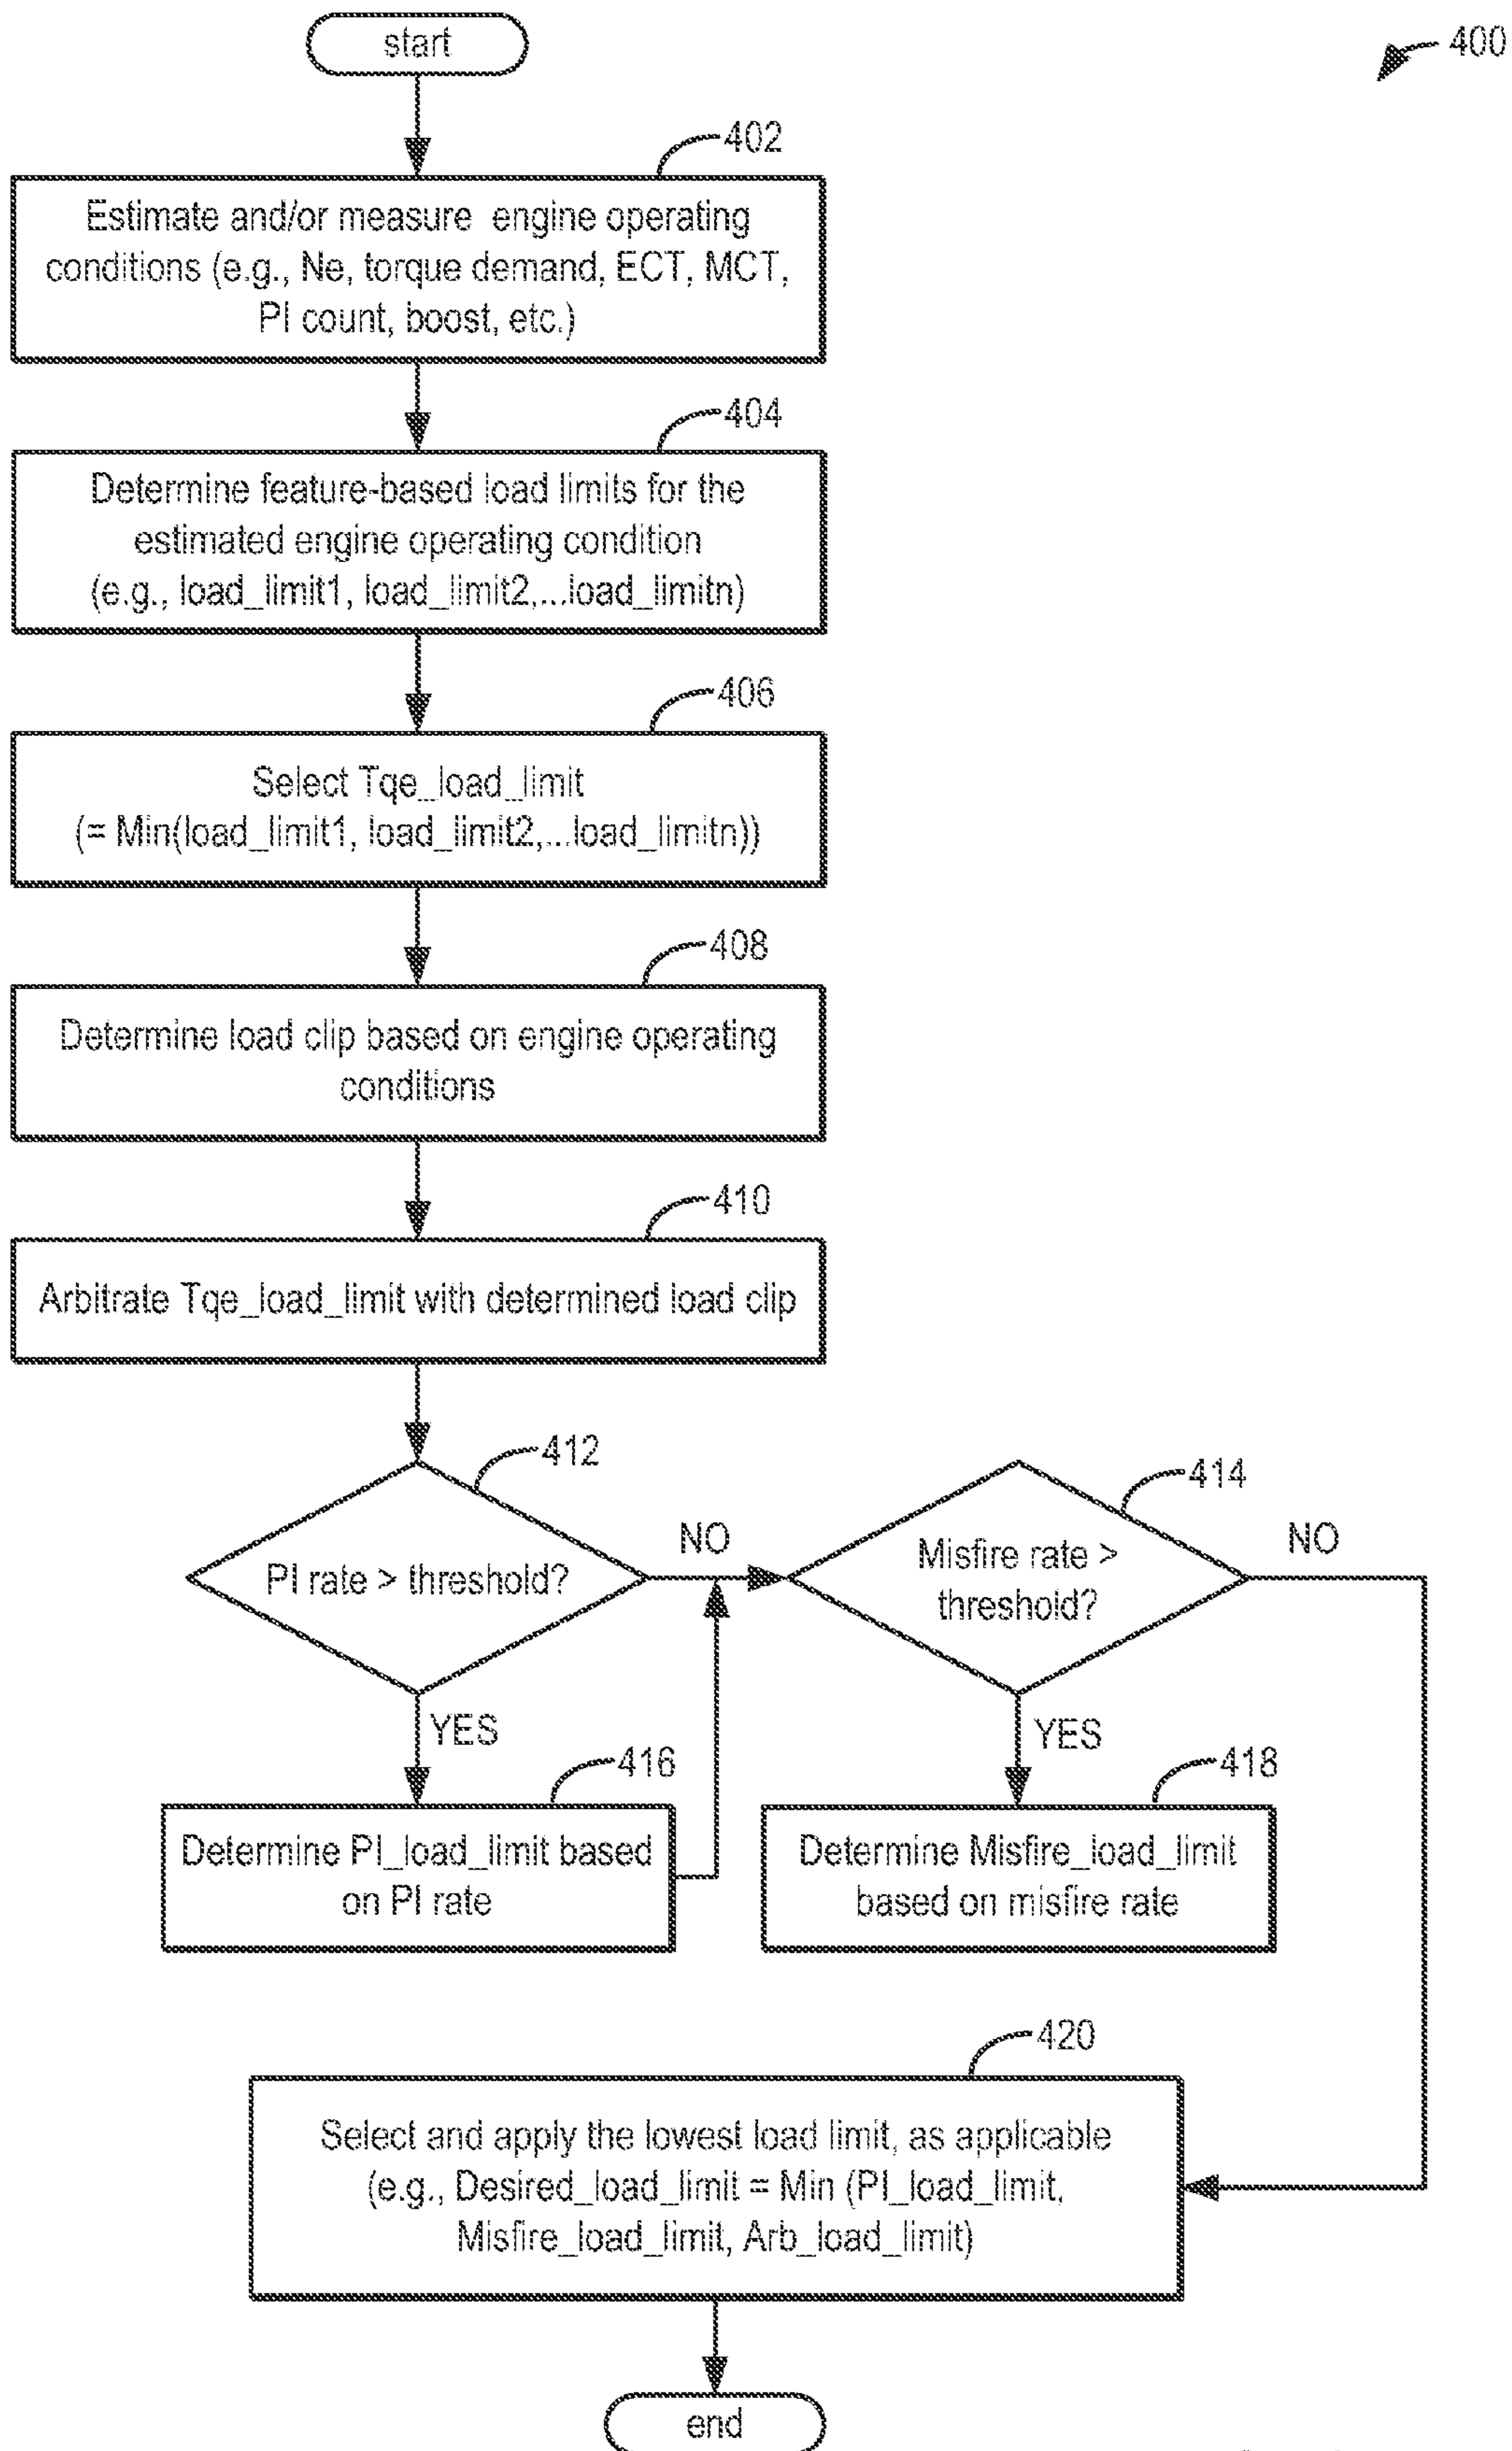 start
400
402
Estimate and/or measure engine operating
conditions (e.g., Ne, torque demand, ECT, MCT,
PI count, boost, etc.)
404
Determine feature-based load limits for the
estimated engine operating condition
(e.g., load_limit1, load_limit2,...load_limitn)
406
Select Tqe_load_limit
(= Min(load_limit1, load_limit2,...load_limitn))
408
Determine load clip based on engine operating
conditions
410
Arbitrate Tqe_load_limit with determined load clip
412
PI rate > threshold?
NO
414
Misfire rate >
threshold?
NO
YES
YES
416
Determine PI_load_limit based
on PI rate
418
Determine Misfire_load_limit
based on misfire rate
420
Select and apply the lowest load limit, as applicable
(e.g., Desired_load_limit = Min (PI_load_limit,
Misfire_load_limit, Arb_load_limit)
end